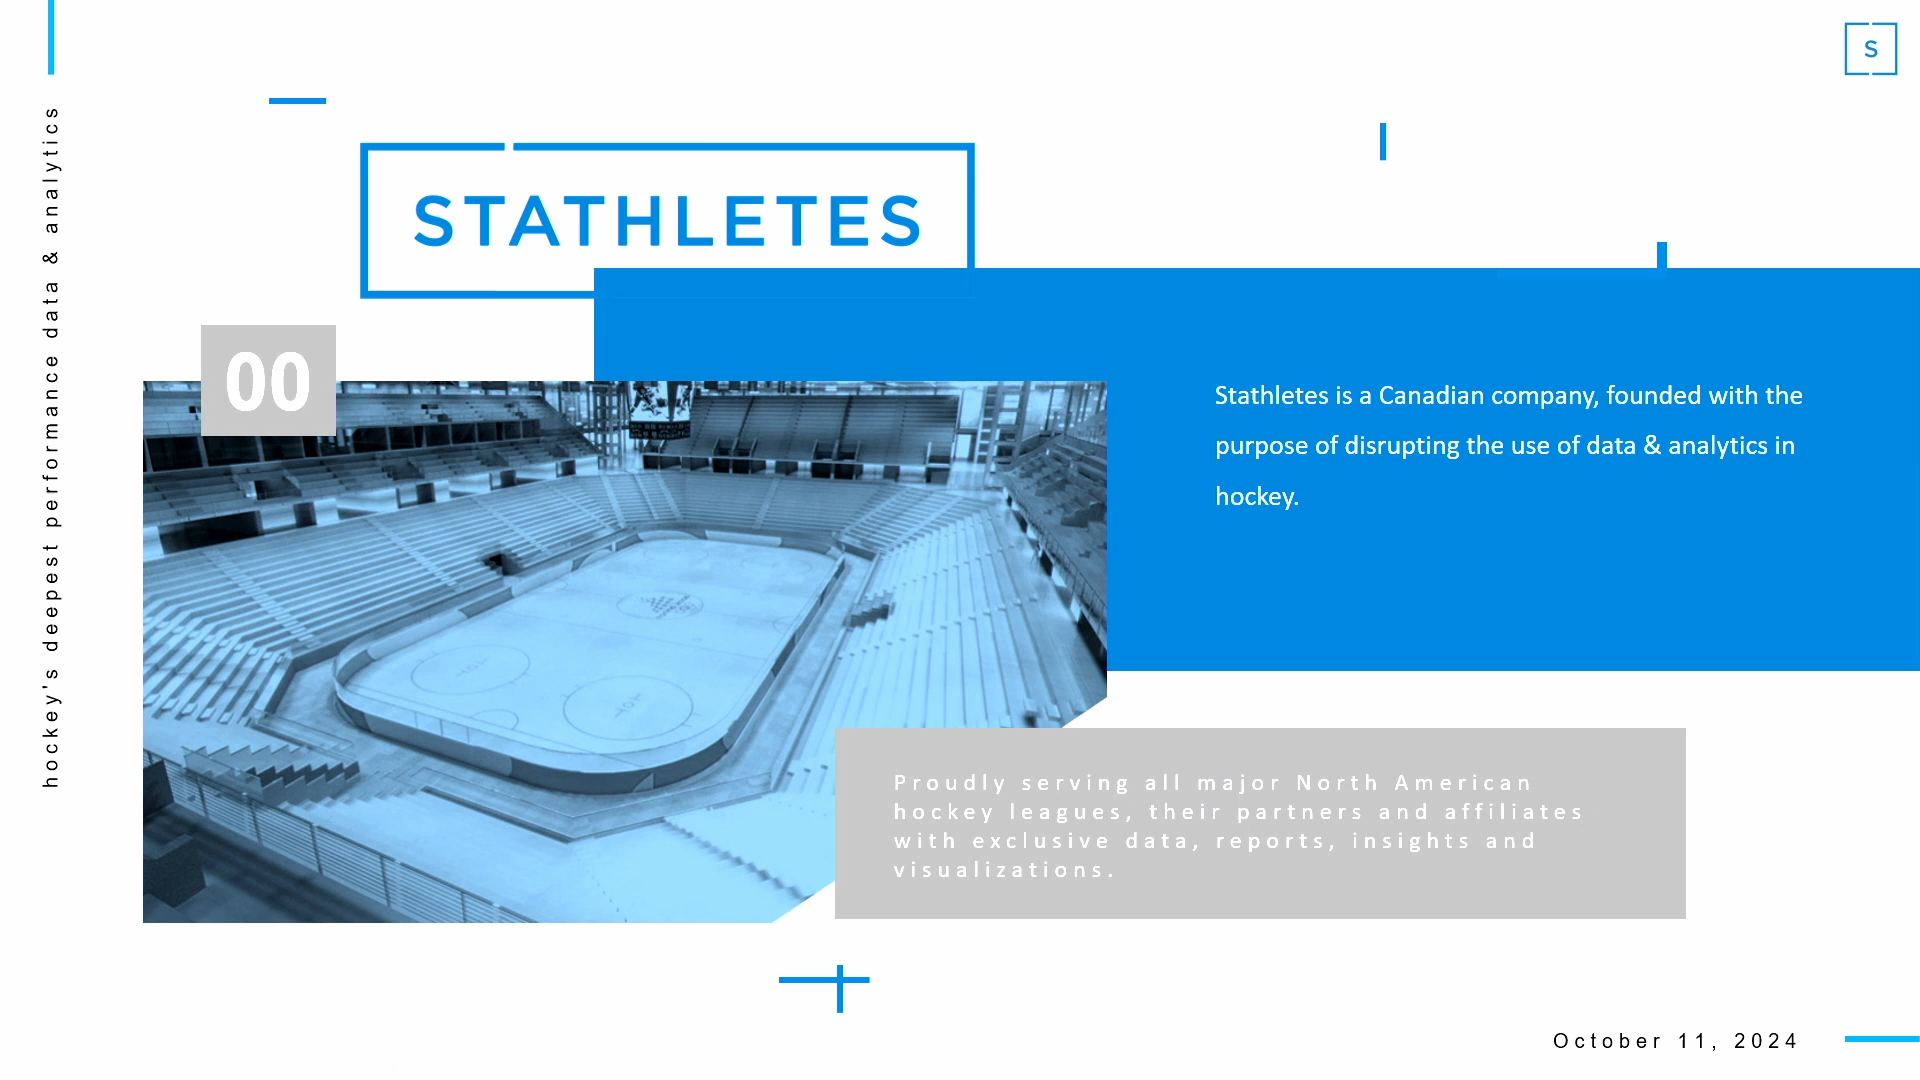 S
hockey's deepest performance data & analytics
STATHLETES
00
Stathletes is a Canadian company, founded with the
purpose of disrupting the use of data & analytics in
hockey.
Proudly serving all major North American
hockey leagues, their partners and affiliates
with exclusive data, reports, insights and
visualizations.
October 11, 2024